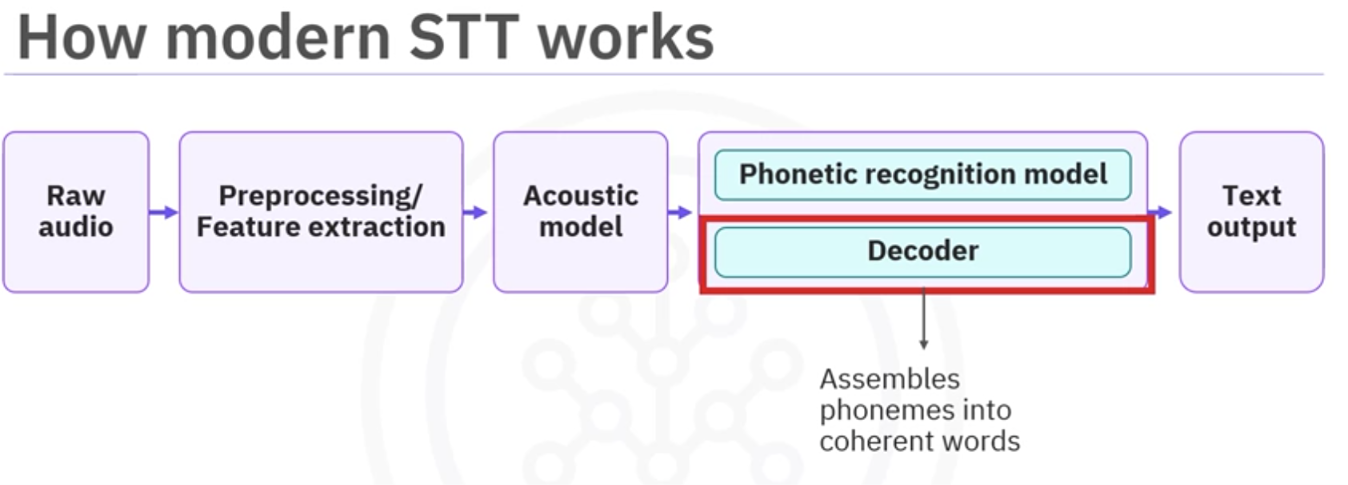 How modern STT works
Raw
audio
Preprocessing/
Feature extraction
Acoustic
model
Phonetic recognition model
Decoder
Text
output
Assembles
phonemes into
coherent words